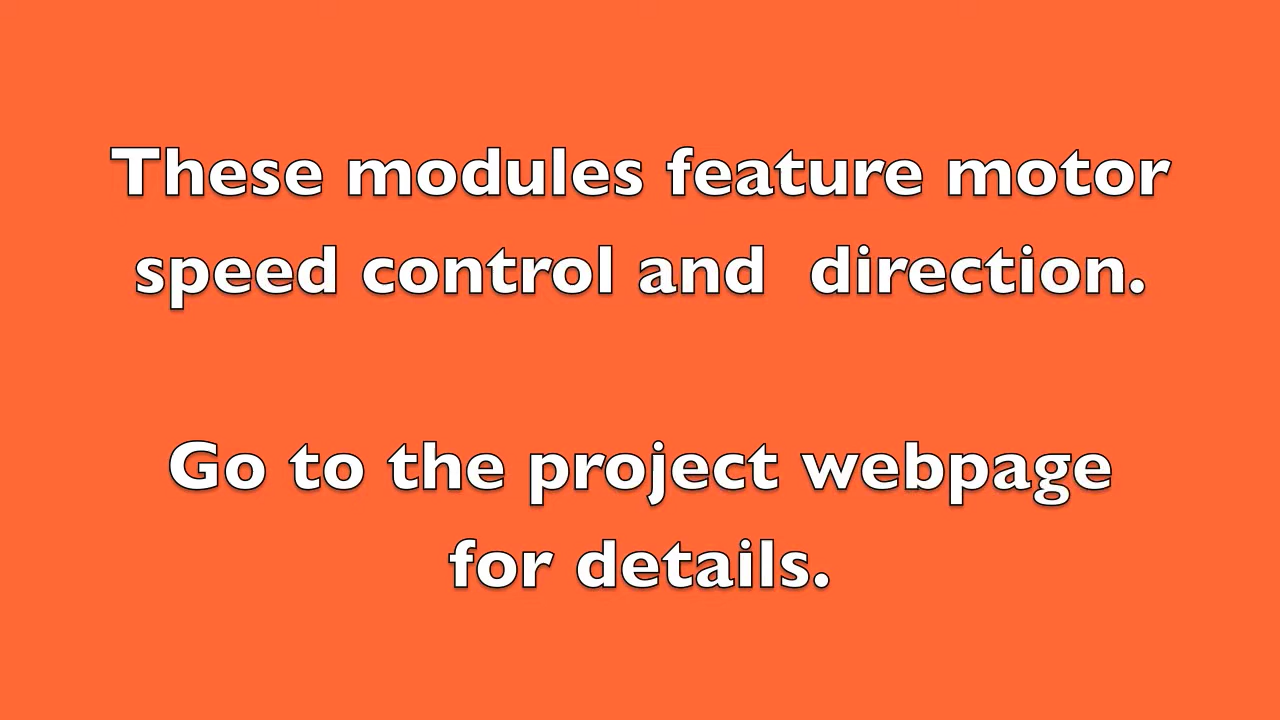 These modules feature motor
speed control and  direction.
Go to the project webpage
for details.